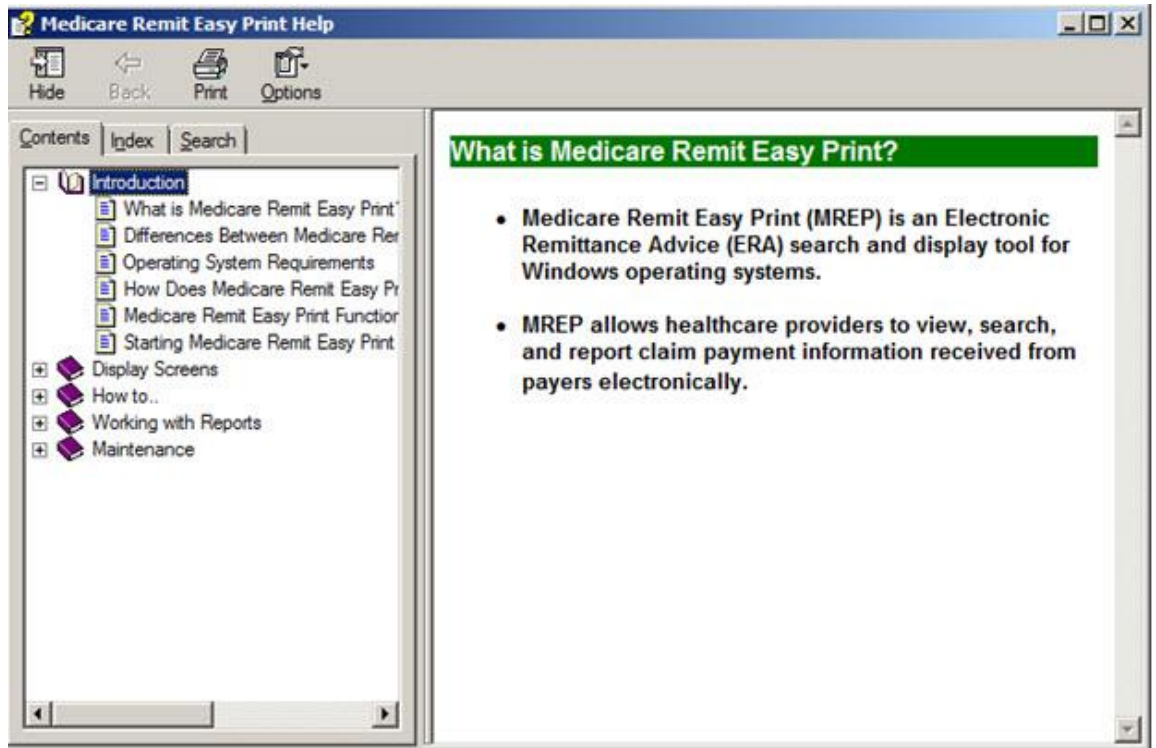 Medicare Remit Easy Print Help
Hide Back Print Options
Contents Index Search
Introduction
What is Medicare Remit Easy Print
Differences Between Medicare Rer
Operating System Requirements
How Does Medicare Remit Easy Pr
Medicare Remit Easy Print Function
Starting Medicare Remit Easy Print
Display Screens
How to..
Working with Reports
Maintenance
What is Medicare Remit Easy Print?
• Medicare Remit Easy Print (MREP) is an Electronic
Remittance Advice (ERA) search and display tool for
Windows operating systems.
• MREP allows healthcare providers to view, search,
and report claim payment information received from
payers electronically.